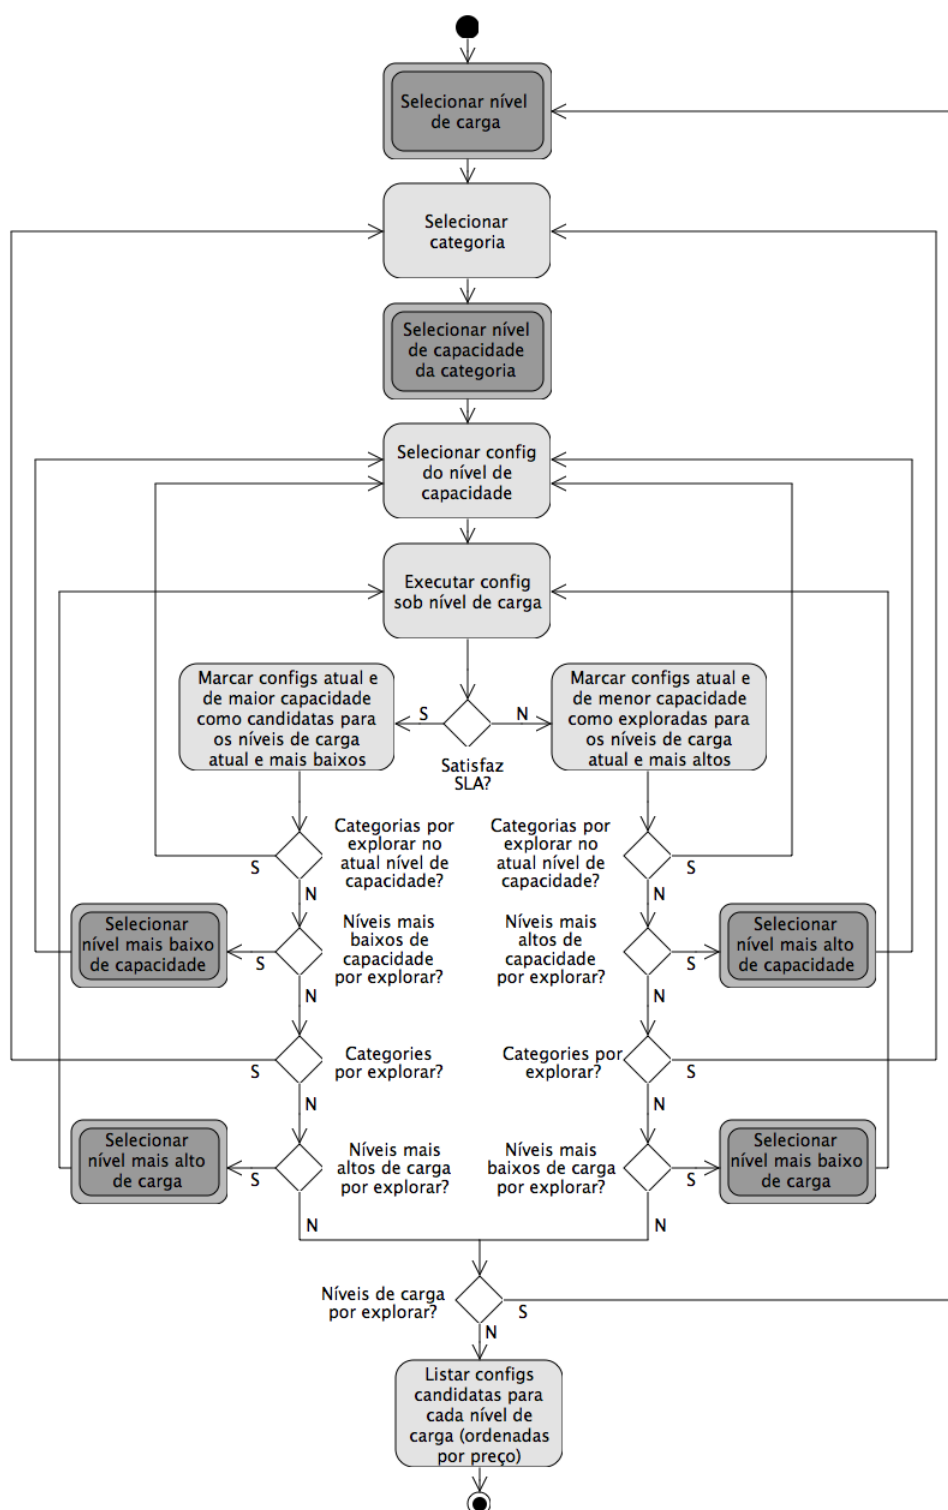 Selecionar nível
de carga
Selecionar
categoria
Selecionar nível
de capacidade
da categoria
Selecionar config
do nível de
capacidade
Executar config
sob nível de carga
Marcar configs atual e
de maior capacidade
como candidatas para
os níveis de carga
atual e mais baixos
S
N
Satisfaz
SLA?
Marcar configs atual e
de menor capacidade
como exploradas para
os níveis de carga
atual e mais altos
Categorias por
explorar no
atual nível de
capacidade?
S
N
Categorias por
explorar no
atual nível de
capacidade?
S
N
Selecionar
nível mais baixo
de capacidade
S
Níveis mais
baixos de
capacidade
por explorar?
N
Níveis mais
altos de
capacidade
por explorar?
S
N
Selecionar
nível mais alto
de capacidade
S
Categories
por explorar?
N
Categories por
explorar?
S
N
Selecionar
nível mais alto
de carga
S
Níveis mais
altos de carga
por explorar?
N
Níveis mais
baixos de carga
por explorar?
S
N
Selecionar
nível mais baixo
de carga
Níveis de carga
por explorar?
S
N
Listar configs
candidatas para
cada nível de
carga (ordenadas
por preço)